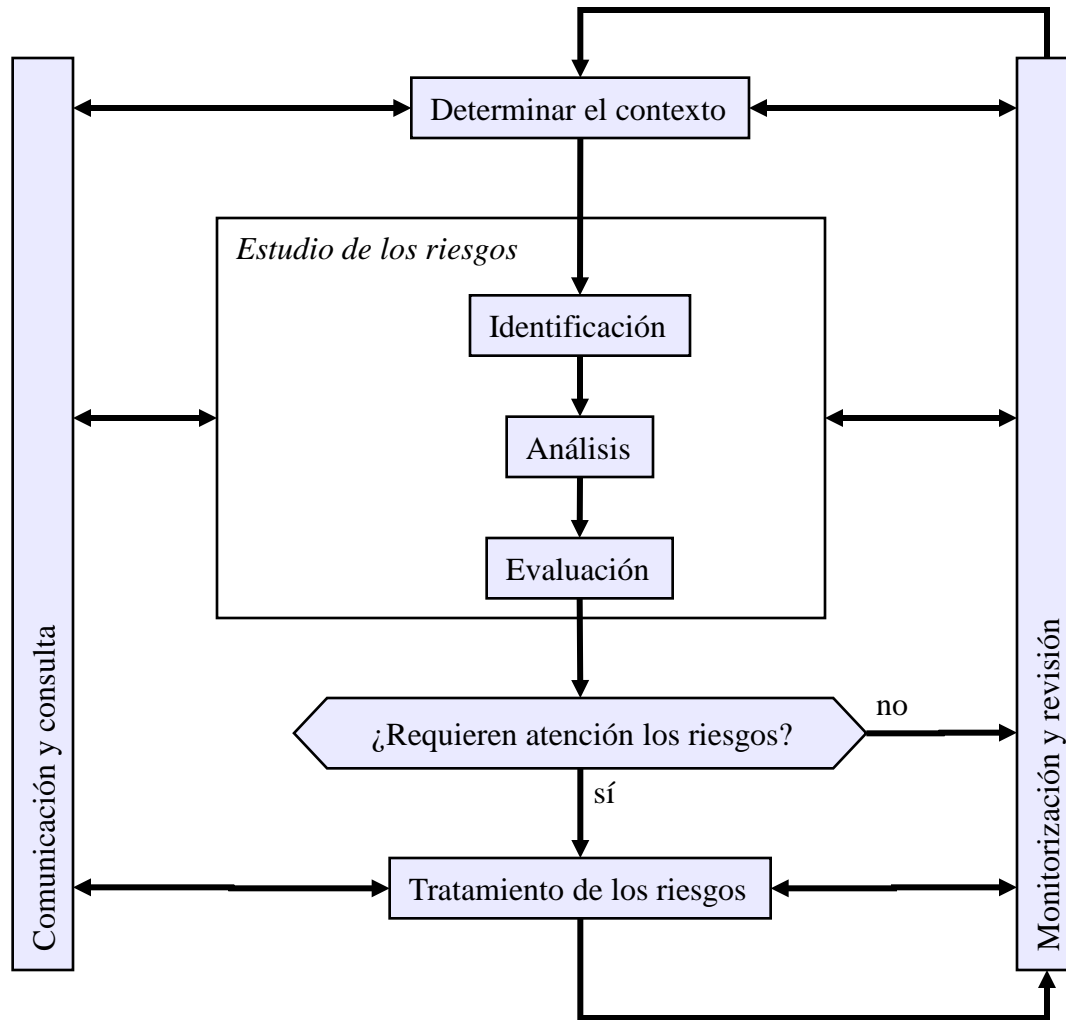 Determinar el contexto
Estudio de los riesgos
Identificación
Análisis
Evaluación
¿Requieren atención los riesgos?
no
sí
Tratamiento de los riesgos
Comunicación y consulta
Monitorización y revisión